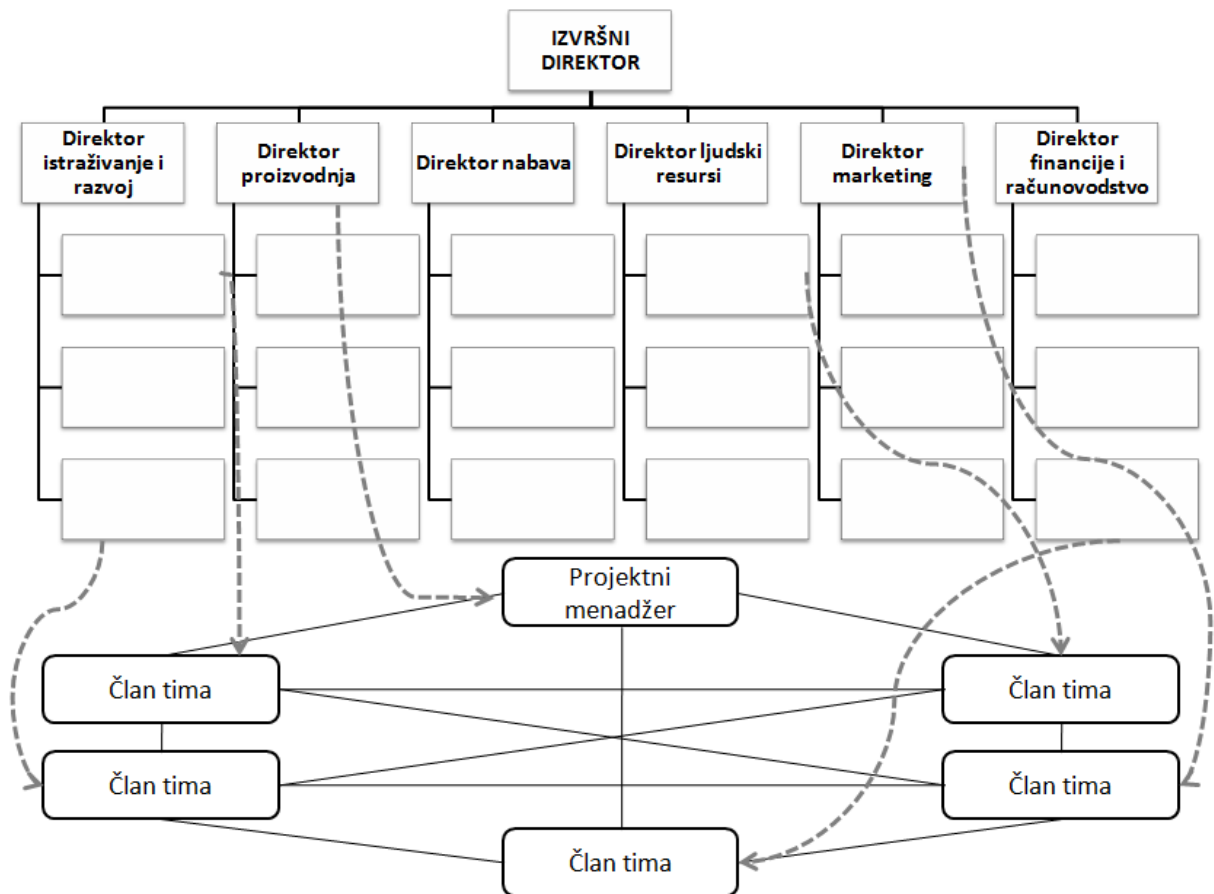 IZVRŠNI
DIREKTOR
Direktor
istraživanje i
razvoj
Direktor
proizvodnja
Direktor nabava
Direktor ljudski
resursi
Direktor
marketing
Direktor
financije i
računovodstvo
Projektni
menadžer
Član tima
Član tima
Član tima
Član tima
Član tima